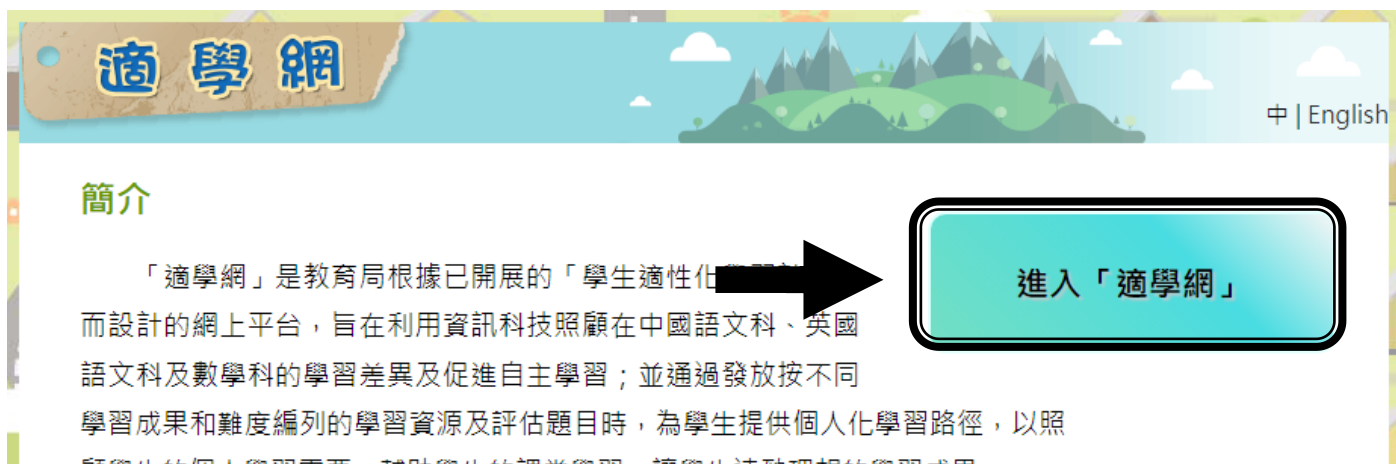 適學網
中 | English
簡介
「適學網」是教育局根據已開展的「學生適性化
進入「適學網」
而設計的網上平台，旨在利用資訊科技照顧在中國語文科、英國
語文科及數學科的學習差異及促進自主學習；並通過發放按不同
學習成果和難度編列的學習資源及評估題目時，為學生提供個人化學習路徑，以照